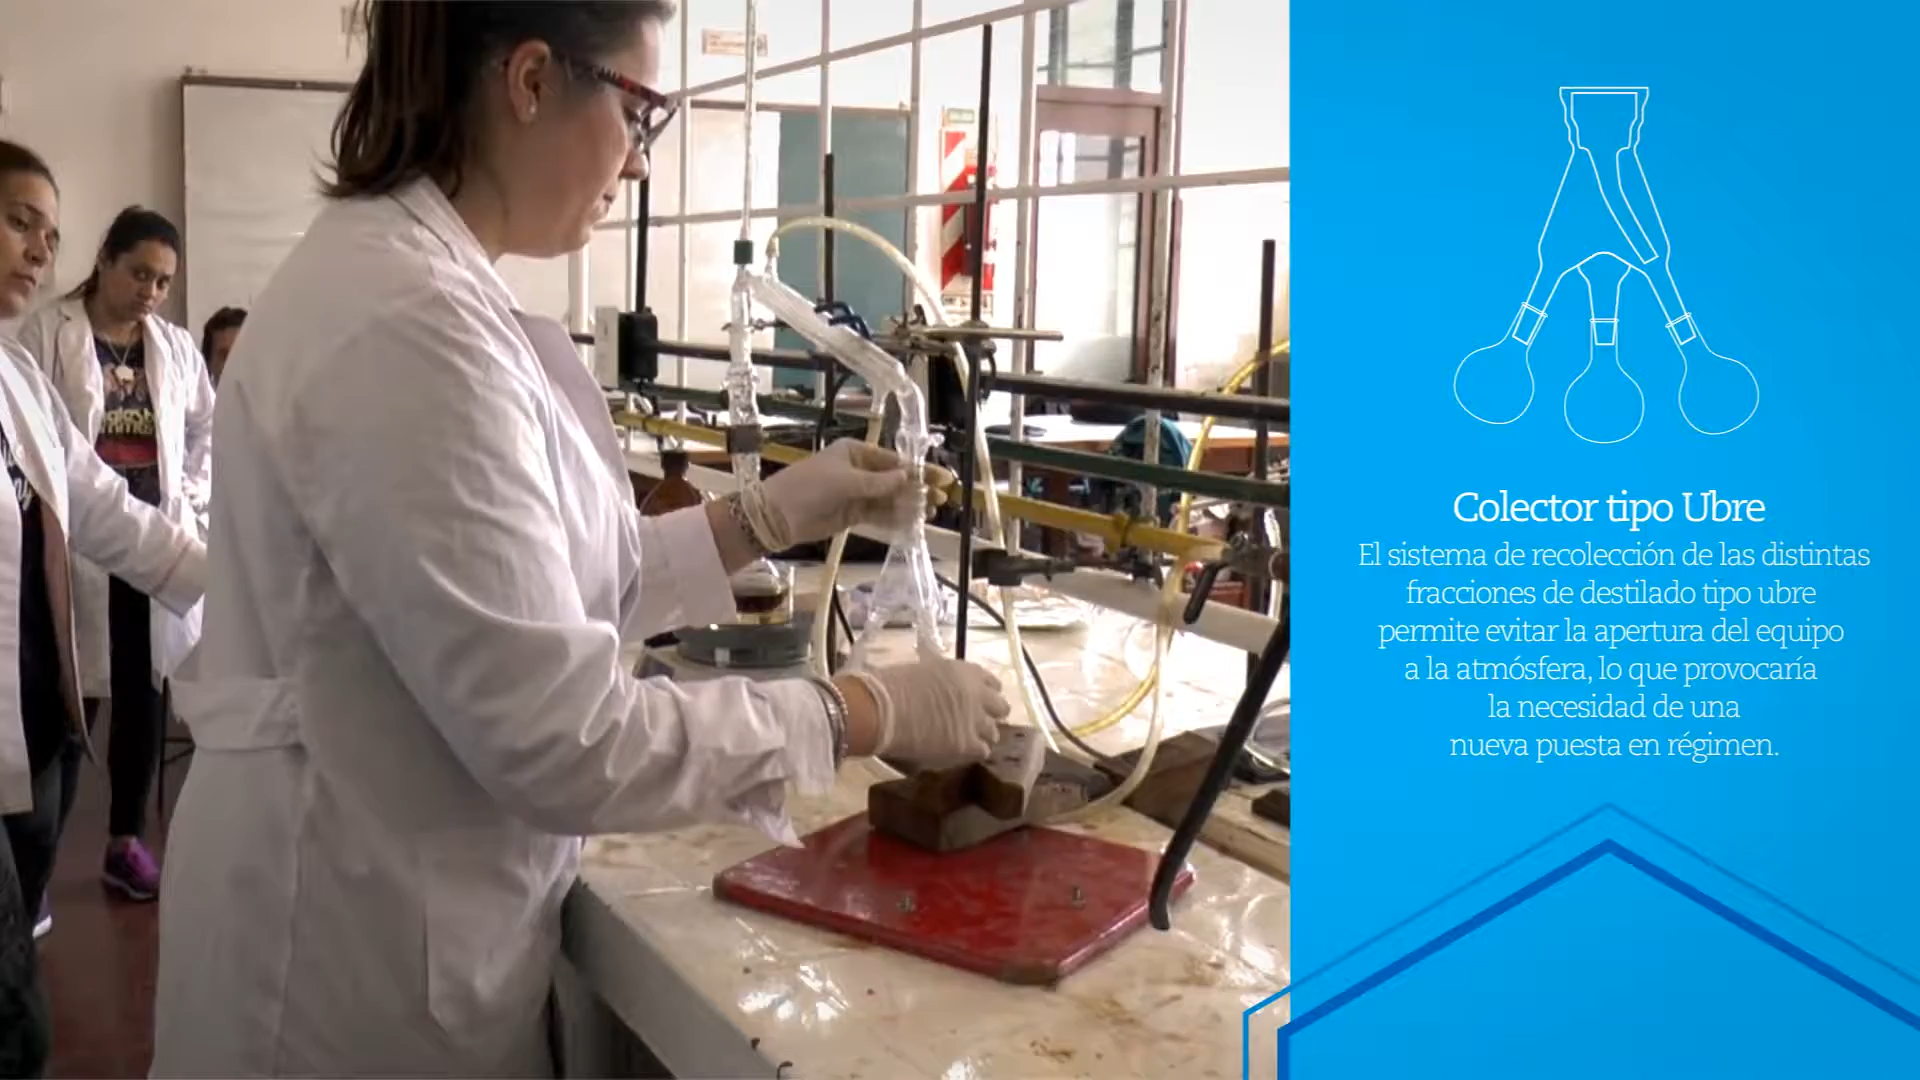 Colector tipo Ubre
El sistema de recolección de las distintas
fracciones de destilado tipo ubre
permite evitar la apertura del equipo
a la atmósfera, lo que provocaría
la necesidad de una
nueva puesta en régimen.